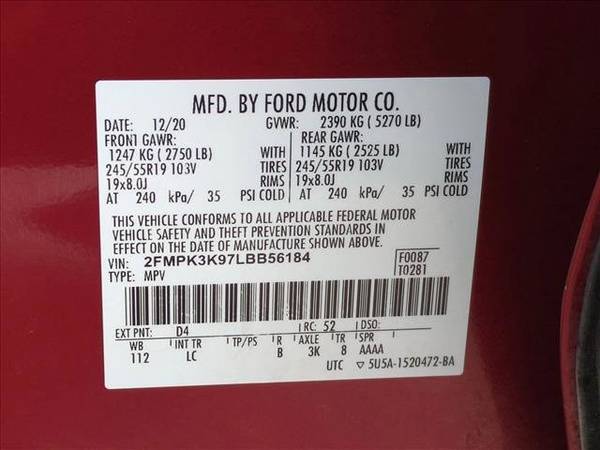 MFD. BY FORD MOTOR CO.
DATE: 12/20 GVWR: 2390 KG ( 5270 LB)
FRONT GAWR: REAR GAWR:
1247 KG ( 2750 LB) WITH 1145 KG ( 2525 LB) WITH
245/55R19 103V TIRES 245/55R19 103V TIRES
19x8.0J RIMS 19x8.0J RIMS
AT 240 kPa/ 35 PSI COLD AT 240 kPa/ 35 PSI COLD
THIS VEHICLE CONFORMS TO ALL APPLICABLE FEDERAL MOTOR
VEHICLE SAFETY AND THEFT PREVENTION STANDARDS IN
EFFECT ON THE DATE OF MANUFACTURE SHOWN ABOVE.
VIN: 2FMPK3K97LBB56184 F0087
TYPE: MPV T0281
EXT PNT: D4 RC: 52 DSO:
WB INT TR TP/PS R AXLE TR SPR
112 LC B 3K 8 AAAA
UTC ▽ 5U5A-1520472-BA